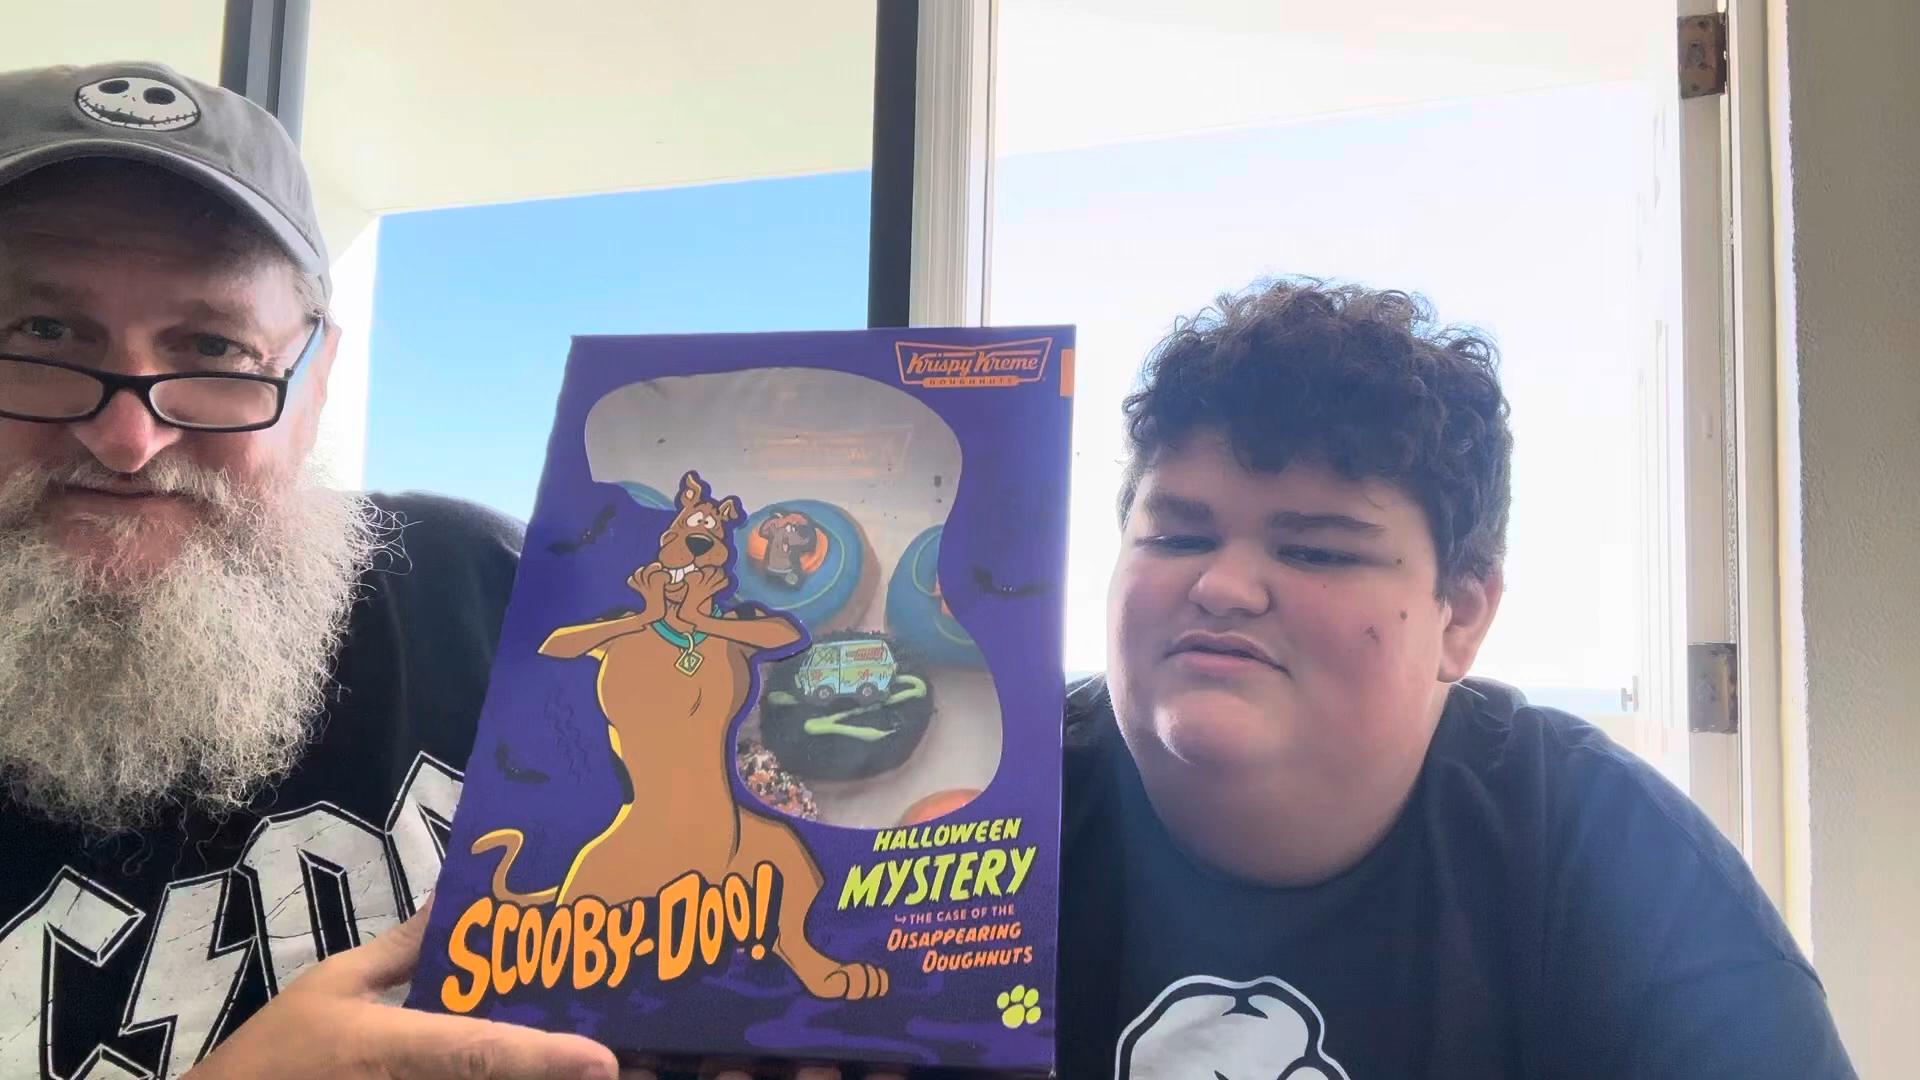 Krispy Kreme
DOUGHNUTS
SCOOBY-DOO!
HALLOWEEN
MYSTERY
THE CASE OF THE
DISAPPEARING
DOUGHNUTS